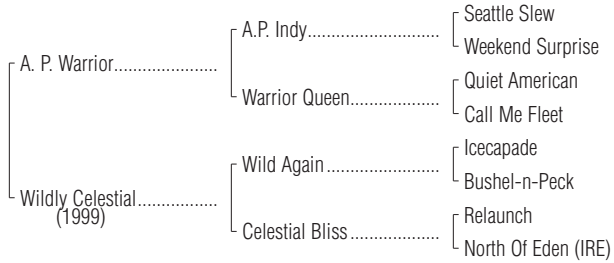 Seattle Slew
A.P. Indy......................................
Weekend Surprise
A. P. Warrior.....................
Quiet American
Warrior Queen.........................
Call Me Fleet
Icecapade
Wild Again................................
Bushel-n-Peck
Wildly Celestial................
(1999)
Relaunch
Celestial Bliss..........................
North Of Eden (IRE)